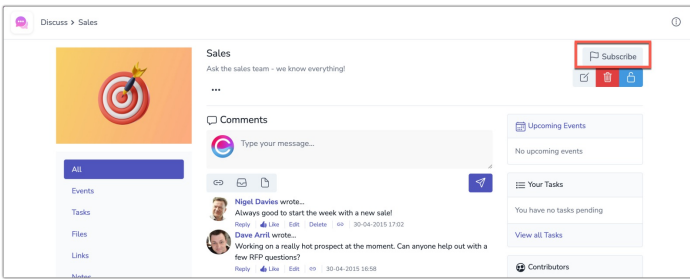 Discuss > Sales
Sales
Subscribe
Ask the sales team - we know everything!
...
Comments
Type your message...
All
Events
Tasks
Files
Links
Notes
Nigel Davies wrote...
Always good to start the week with a new sale!
Reply Like Edit Delete 30-04-2015 17:02
Dave Arril wrote...
Working on a really hot prospect at the moment. Can anyone help out with a
few RFP questions?
Reply Like Edit 30-04-2015 16:58
Upcoming Events
No upcoming events
Your Tasks
You have no tasks pending
View all Tasks
Contributors